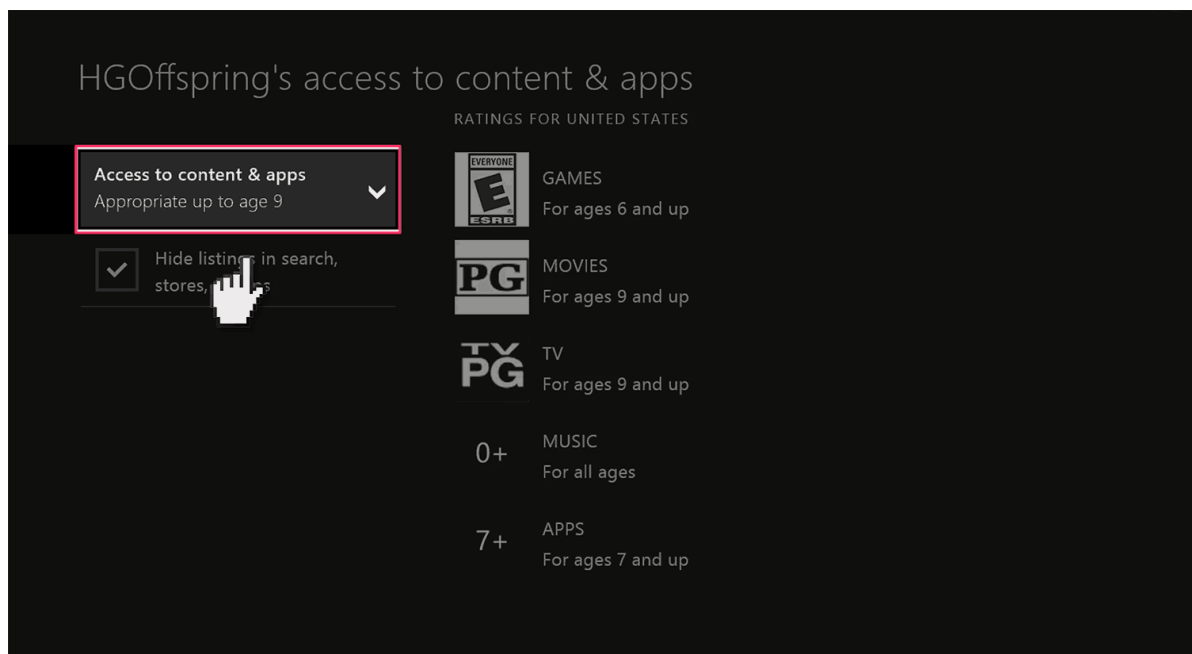 HGOffspring's access to content & apps
RATINGS FOR UNITED STATES
Access to content & apps
Appropriate up to age 9
Hide listings in search,
stores,
EVERYONE
E
ESRB
GAMES
For ages 6 and up
PG
MOVIES
For ages 9 and up
TV
PG
TV
For ages 9 and up
0+
MUSIC
For all ages
7+
APPS
For ages 7 and up